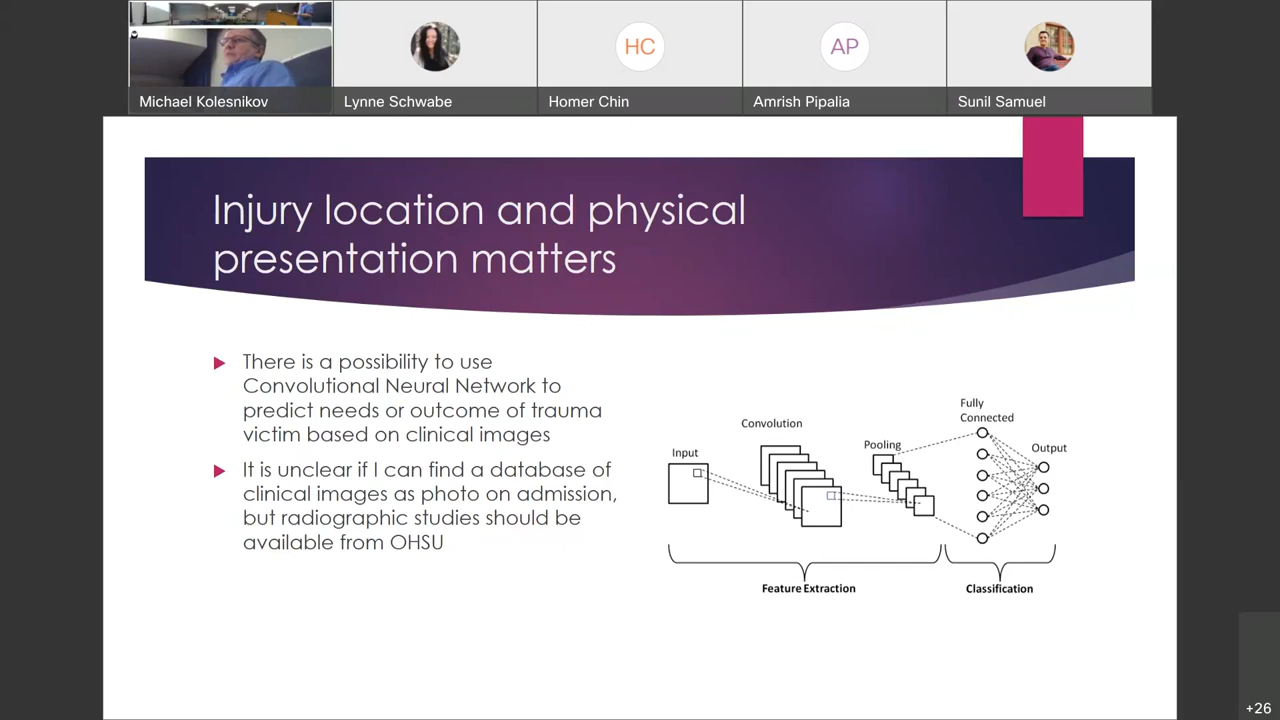 HC
AP
Michael Kolesnikov
Lynne Schwabe
Homer Chin
Amrish Pipalia
Sunil Samuel
Injury location and physical
presentation matters
There is a possibility to use
Convolutional Neural Network to
predict needs or outcome of trauma
victim based on clinical images
It is unclear if I can find a database of
clinical images as photo on admission,
but radiographic studies should be
available from OHSU
Input
Convolution
Pooling
Fully
Connected
Output
Feature Extraction
Classification
+26